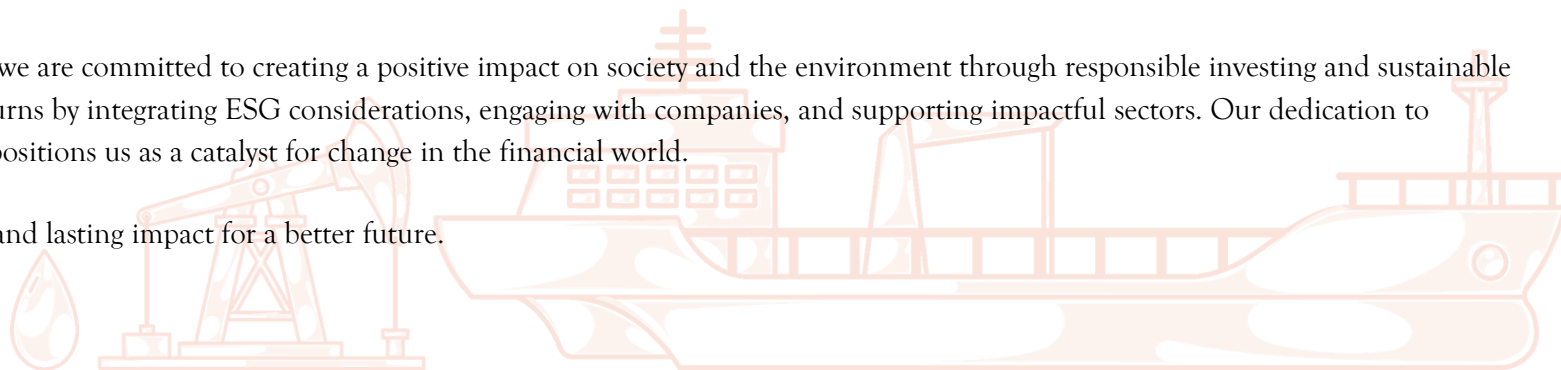 we are committed to creating a positive impact on society and the environment through responsible investing and sustainable
urns by integrating ESG considerations, engaging with companies, and supporting impactful sectors. Our dedication to
positions us as a catalyst for change in the financial world.
and lasting impact for a better future.